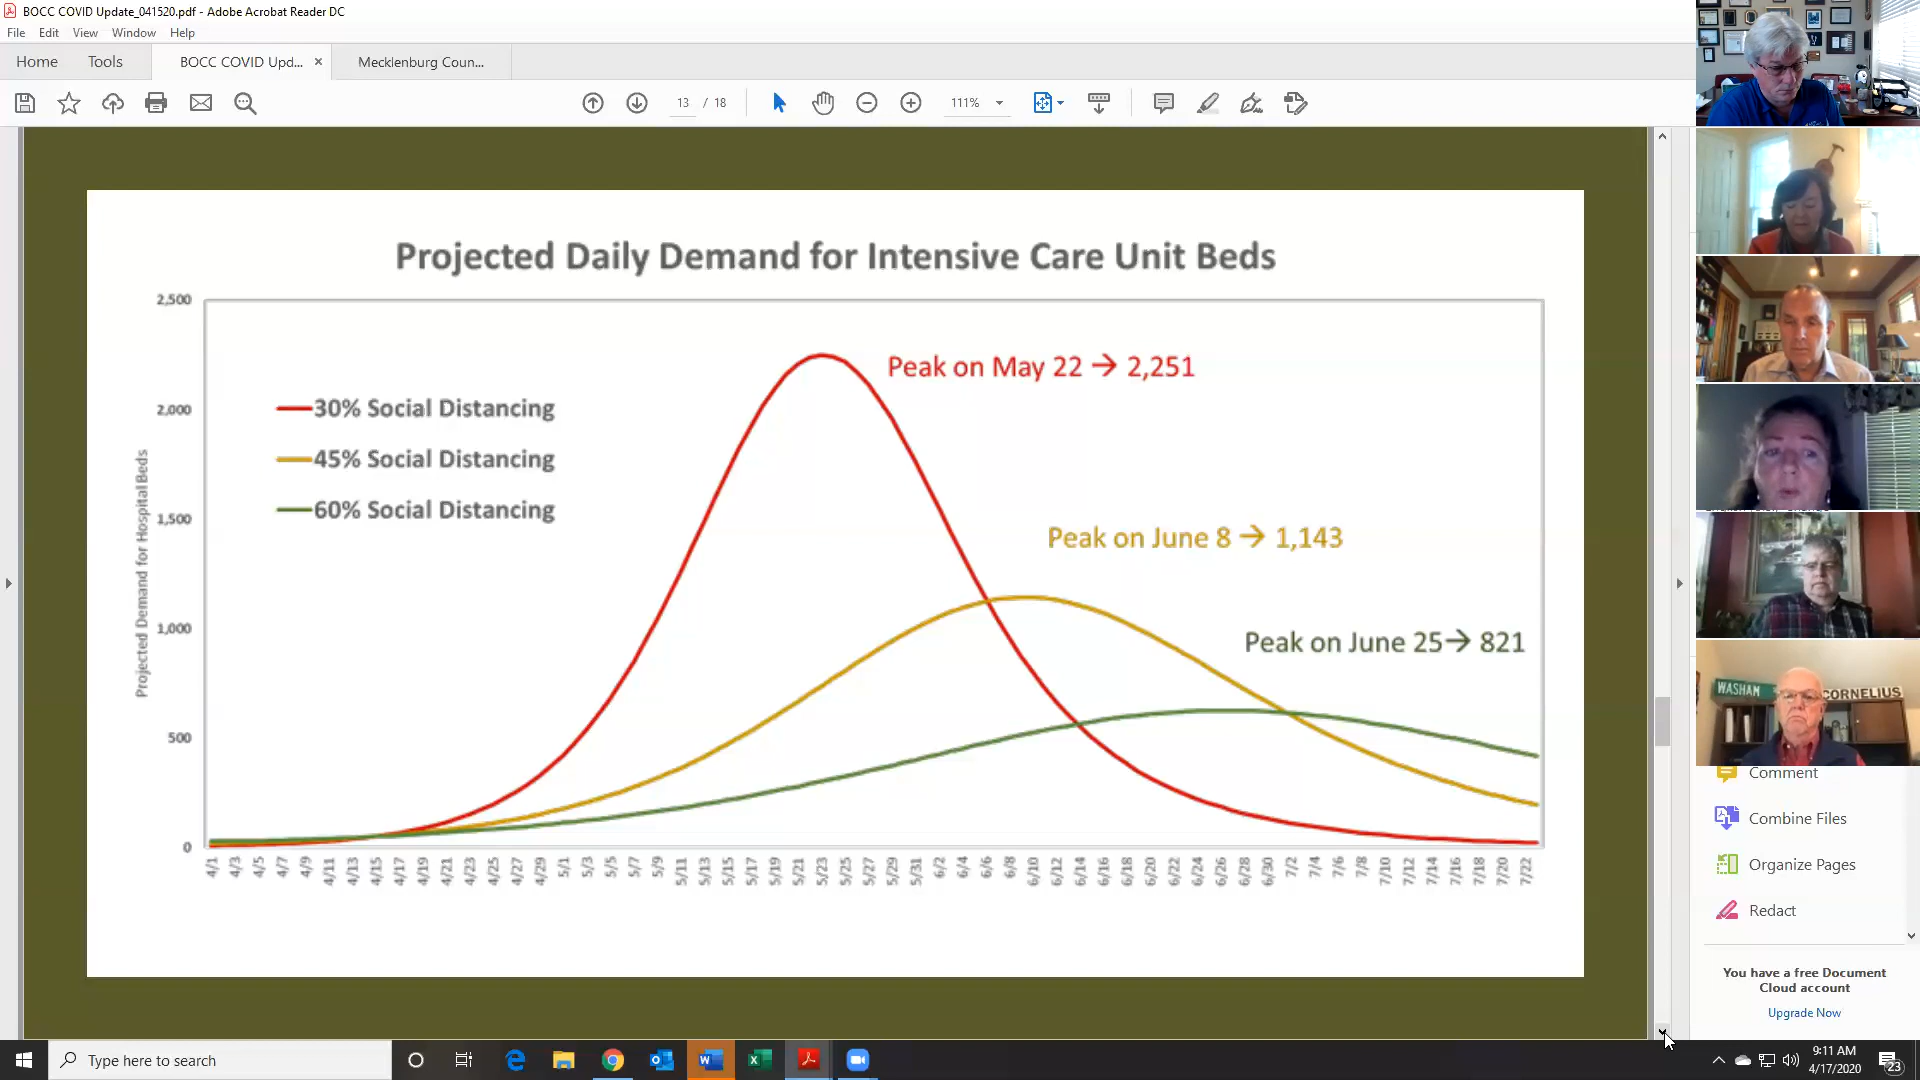 BOCC COVID Update_041520.pdf - Adobe Acrobat Reader DC
File Edit View Window Help
Home Tools BOCC COVID Upd... × Mecklenburg Coun...
13 / 18 111%
Projected Daily Demand for Intensive Care Unit Beds
Projected Demand for Hospital Beds
2,500
2,000
1,500
1,000
500
0
30% Social Distancing
45% Social Distancing
60% Social Distancing
Peak on May 22 → 2,251
Peak on June 8 → 1,143
Peak on June 25→ 821
4/1 4/3 4/5 4/7 4/9 4/11 4/13 4/15 4/17 4/19 4/21 4/23 4/25 4/27 4/29 5/1 5/3 5/5 5/7 5/9 5/11 5/13 5/15 5/17 5/19 5/21 5/23 5/25 5/27 5/29 5/31 6/2 6/4 6/6 6/8 6/10 6/12 6/14 6/16 6/18 6/20 6/22 6/24 6/26 6/28 6/30 7/2 7/4 7/6 7/8 7/10 7/12 7/14 7/16 7/18 7/20 7/22
WASHAM CORNELIUS
Comment
Combine Files
Organize Pages
Redact
You have a free Document
Cloud account
Upgrade Now
Type here to search
9:11 AM
4/17/2020
23